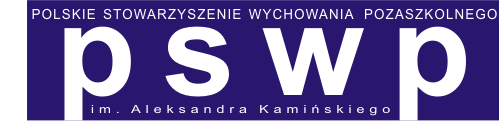 POLSKIE STOWARZYSZENIE WYCHOWANIA POZASZKOLNEGO
pswp
im. Aleksandra Kamińskiego